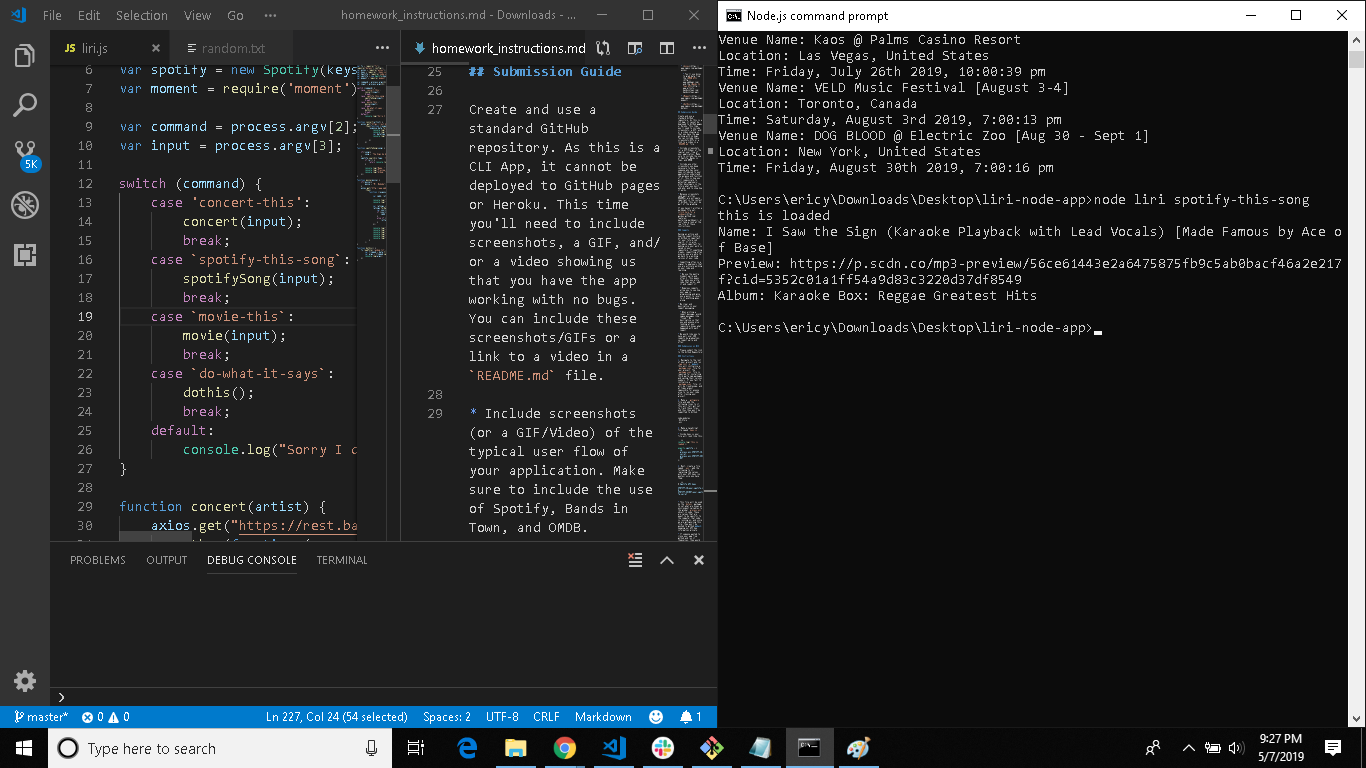 File Edit Selection View Go ··· homework_instructions.md - Downloads - ...
JS liri.js
random.txt
homework_instructions.md
5K
6 var spotify = new Spotify(keys
7 var moment = require('moment')
8
9 var command = process.argv[2];
10 var input = process.argv[3];
11
12 switch (command) {
13 case 'concert-this':
14 concert(input);
15 break;
16 case `spotify-this-song`:
17 spotifySong(input);
18 break;
19 case `movie-this`:
20 movie(input);
21 break;
22 case `do-what-it-says`:
23 dothis();
24 break;
25 default:
26 console.log("Sorry I
27 }
28
29 function concert(artist) {
30 axios.get("https://rest.ba
25 ## Submission Guide
26
27 Create and use a
standard GitHub
repository. As this is a
CLI App, it cannot be
deployed to GitHub pages
or Heroku. This time
you'll need to include
screenshots, a GIF, and/
or a video showing us
that you have the app
working with no bugs.
You can include these
screenshots/GIFs or a
link to a video in a
`README.md` file.
28
29 * Include screenshots
(or a GIF/Video) of the
typical user flow of
your application. Make
sure to include the use
of Spotify, Bands in
Town, and OMDB.
PROBLEMS OUTPUT DEBUG CONSOLE TERMINAL
master* 0 0 Ln 227, Col 24 (54 selected) Spaces: 2 UTF-8 CRLF Markdown 1
Node.js command prompt
Venue Name: Kaos @ Palms Casino Resort
Location: Las Vegas, United States
Time: Friday, July 26th 2019, 10:00:39 pm
Venue Name: VELD Music Festival [August 3-4]
Location: Toronto, Canada
Time: Saturday, August 3rd 2019, 7:00:13 pm
Venue Name: DOG BLOOD @ Electric Zoo [Aug 30 - Sept 1]
Location: New York, United States
Time: Friday, August 30th 2019, 7:00:16 pm
C:\Users\ericy\Downloads\Desktop\liri-node-app>node liri spotify-this-song
this is loaded
Name: I Saw the Sign (Karaoke Playback with Lead Vocals) [Made Famous by Ace o
f Base]
Preview: https://p.scdn.co/mp3-preview/56ce61443e2a6475875fb9c5ab0bacf46a2e217
f?cid=5352c01a1ff54a9d83c3220d37df8549
Album: Karaoke Box: Reggae Greatest Hits
C:\Users\ericy\Downloads\Desktop\liri-node-app>
Type here to search
9:27 PM
5/7/2019